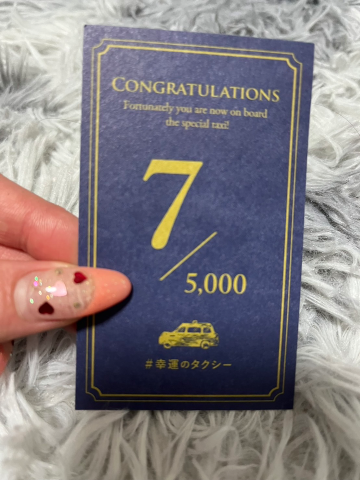 CONGRATULATIONS
Fortunately you are now on board
the special taxi!
7/5,000
#幸運のタクシー